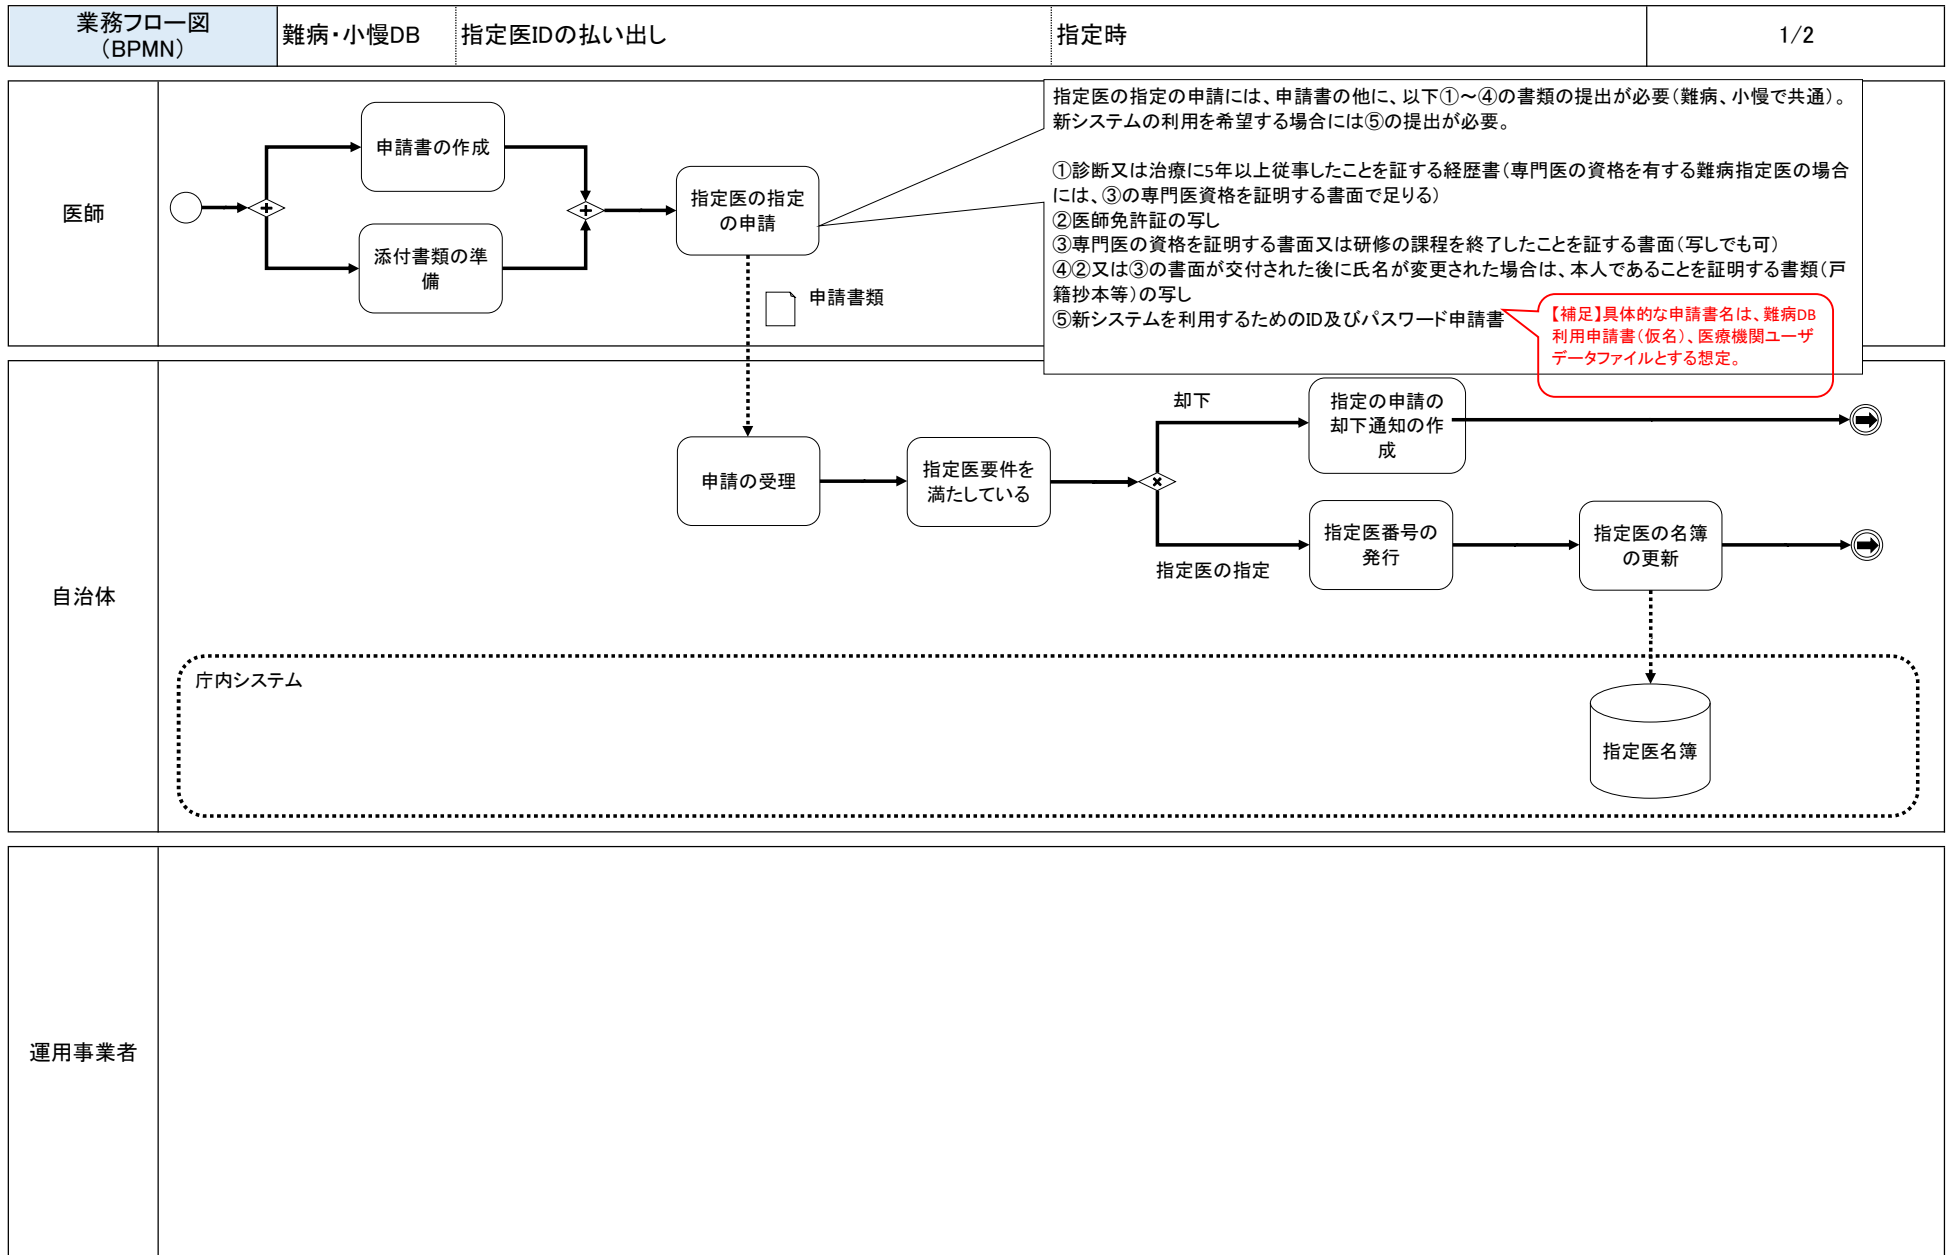 業務フロー図
（BPMN）
難病・小慢DB
指定医IDの払い出し
指定時
1/2
医師
申請書の作成
添付書類の準
備
指定医の指定
の申請
申請書類
指定医の指定の申請には、申請書の他に、以下①～④の書類の提出が必要（難病、小慢で共通）。
新システムの利用を希望する場合には⑤の提出が必要。
①診断又は治療に5年以上従事したことを証する経歴書（専門医の資格を有する難病指定医の場合
には、③の専門医資格を証明する書面で足りる）
②医師免許証の写し
③専門医の資格を証明する書面又は研修の課程を終了したことを証する書面（写しでも可）
④②又は③の書面が交付された後に氏名が変更された場合は、本人であることを証明する書類（戸
籍抄本等）の写し
⑤新システムを利用するためのID及びパスワード申請書
【補足】具体的な申請書名は、難病DB
利用申請書（仮名）、医療機関ユーザ
データファイルとする想定。
自治体
申請の受理
指定医要件を
満たしている
却下
指定の申請の
却下通知の作
成
指定医の指定
指定医番号の
発行
指定医の名簿
の更新
庁内システム
指定医名簿
運用事業者